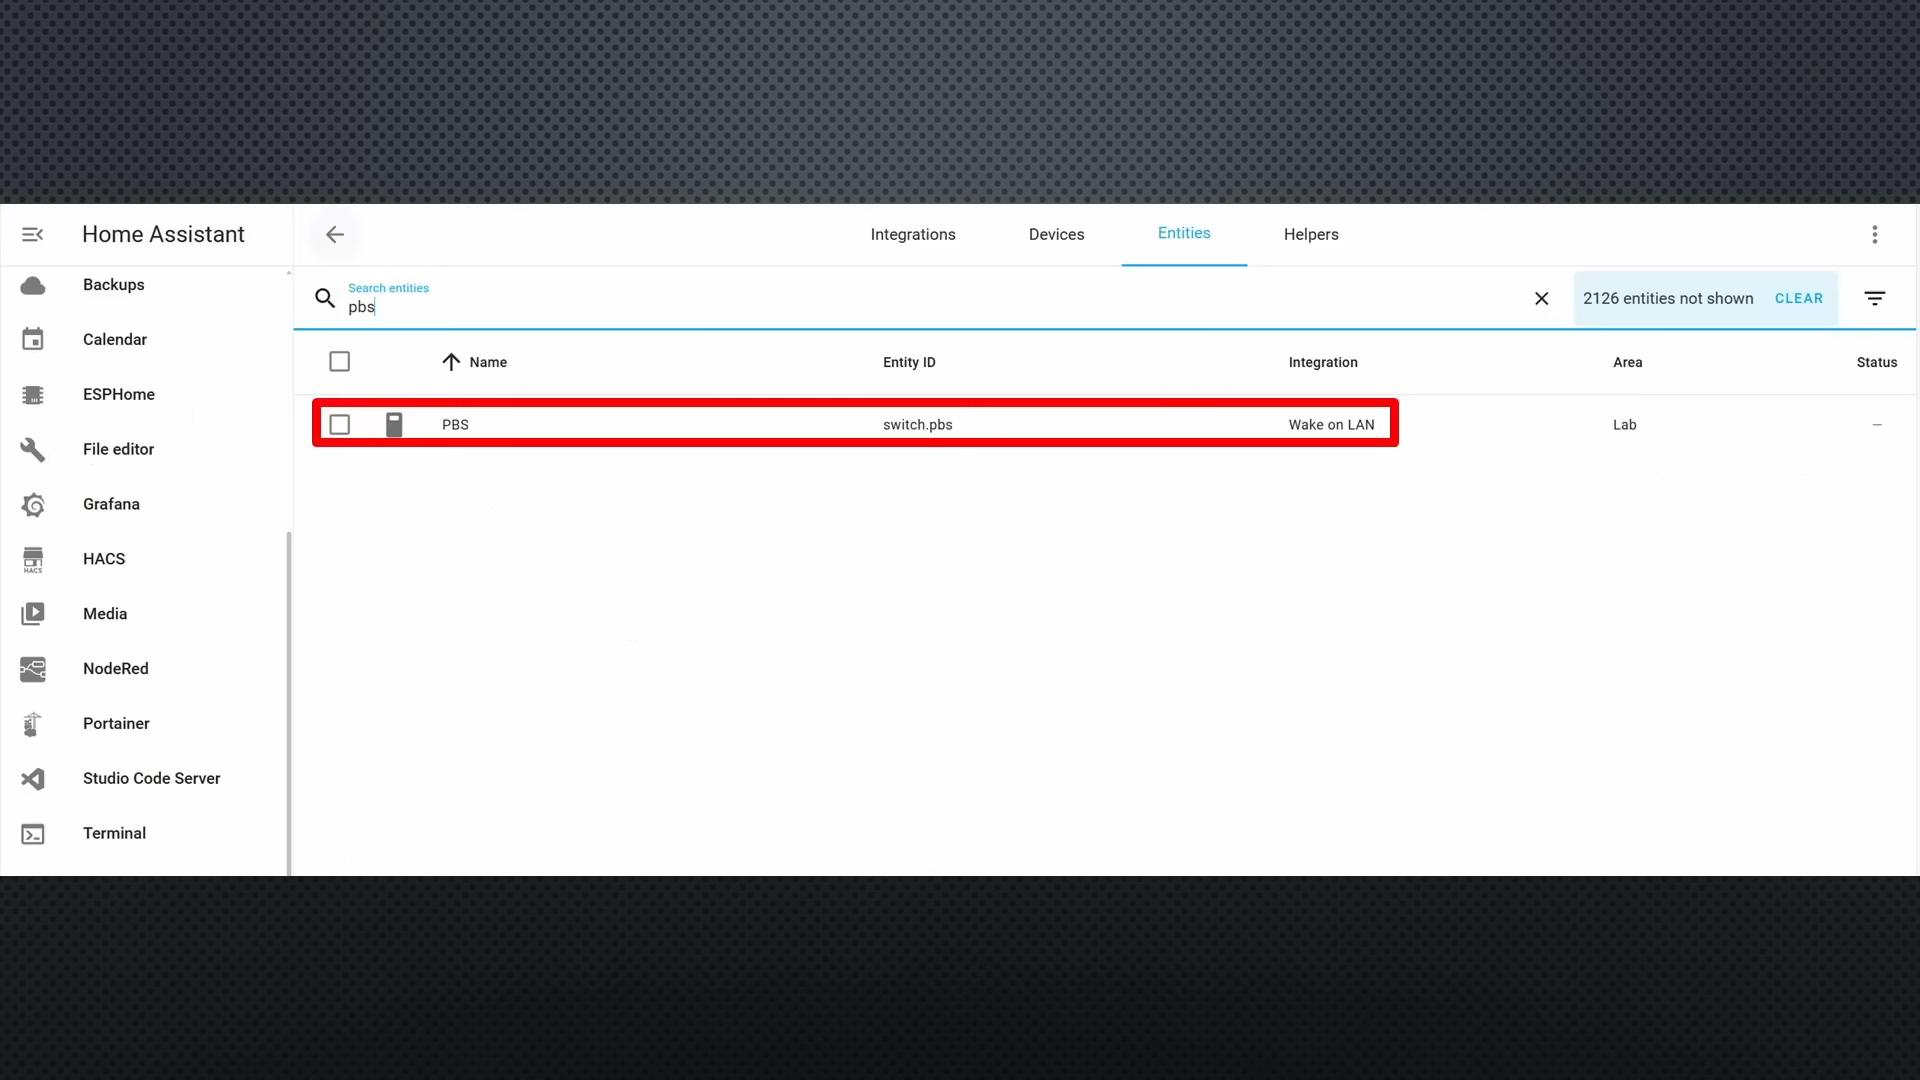 Home Assistant
Integrations
Devices
Entities
Helpers
Search entities
pbs
2126 entities not shown
CLEAR
Name
Entity ID
Integration
Area
Status
PBS
switch.pbs
Wake on LAN
Lab
–
Backups
Calendar
ESPHome
File editor
Grafana
HACS
HACS
Media
NodeRed
Portainer
Studio Code Server
Terminal